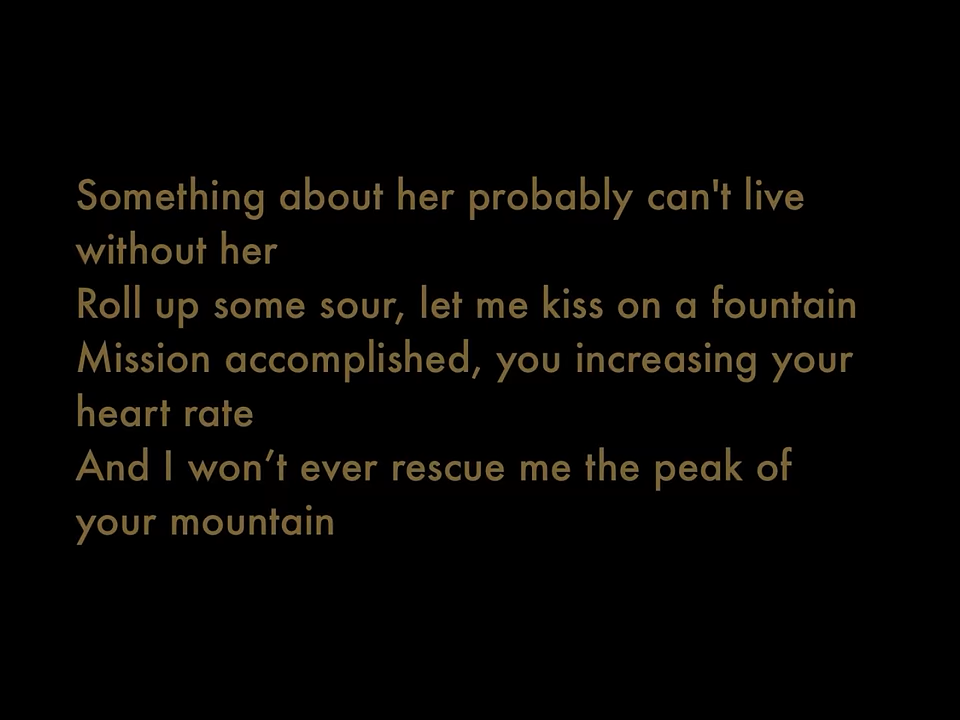 Something about her probably can't live
without her
Roll up some sour, let me kiss on a fountain
Mission accomplished, you increasing your
heart rate
And I won’t ever rescue me the peak of
your mountain